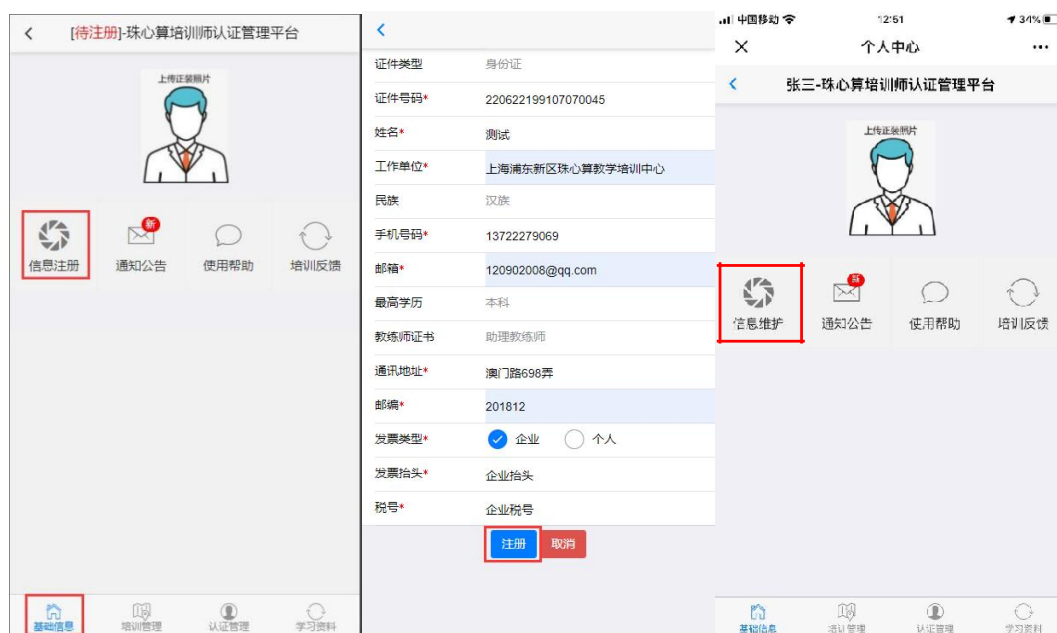 [待注册]-珠心算培训师认证管理平台
上传正装照片
新
信息注册
通知公告
使用帮助
培训反馈
基础信息
培训管理
认证管理
学习资料
证件类型 身份证
证件号码* 220622199107070045
姓名* 测试
工作单位* 上海浦东新区珠心算教学培训中心
民族 汉族
手机号码* 13722279069
邮箱* 120902008@qq.com
最高学历 本科
教练师证书 助理教练师
通讯地址* 澳门路698弄
邮编* 201812
发票类型* 企业 个人
发票抬头* 企业抬头
税号* 企业税号
注册 取消
中国移动 12:51 34%
个人中心
张三-珠心算培训师认证管理平台
上传正装照片
新
信息维护
通知公告
使用帮助
培训反馈
基础信息
培训管理
认证管理
学习资料